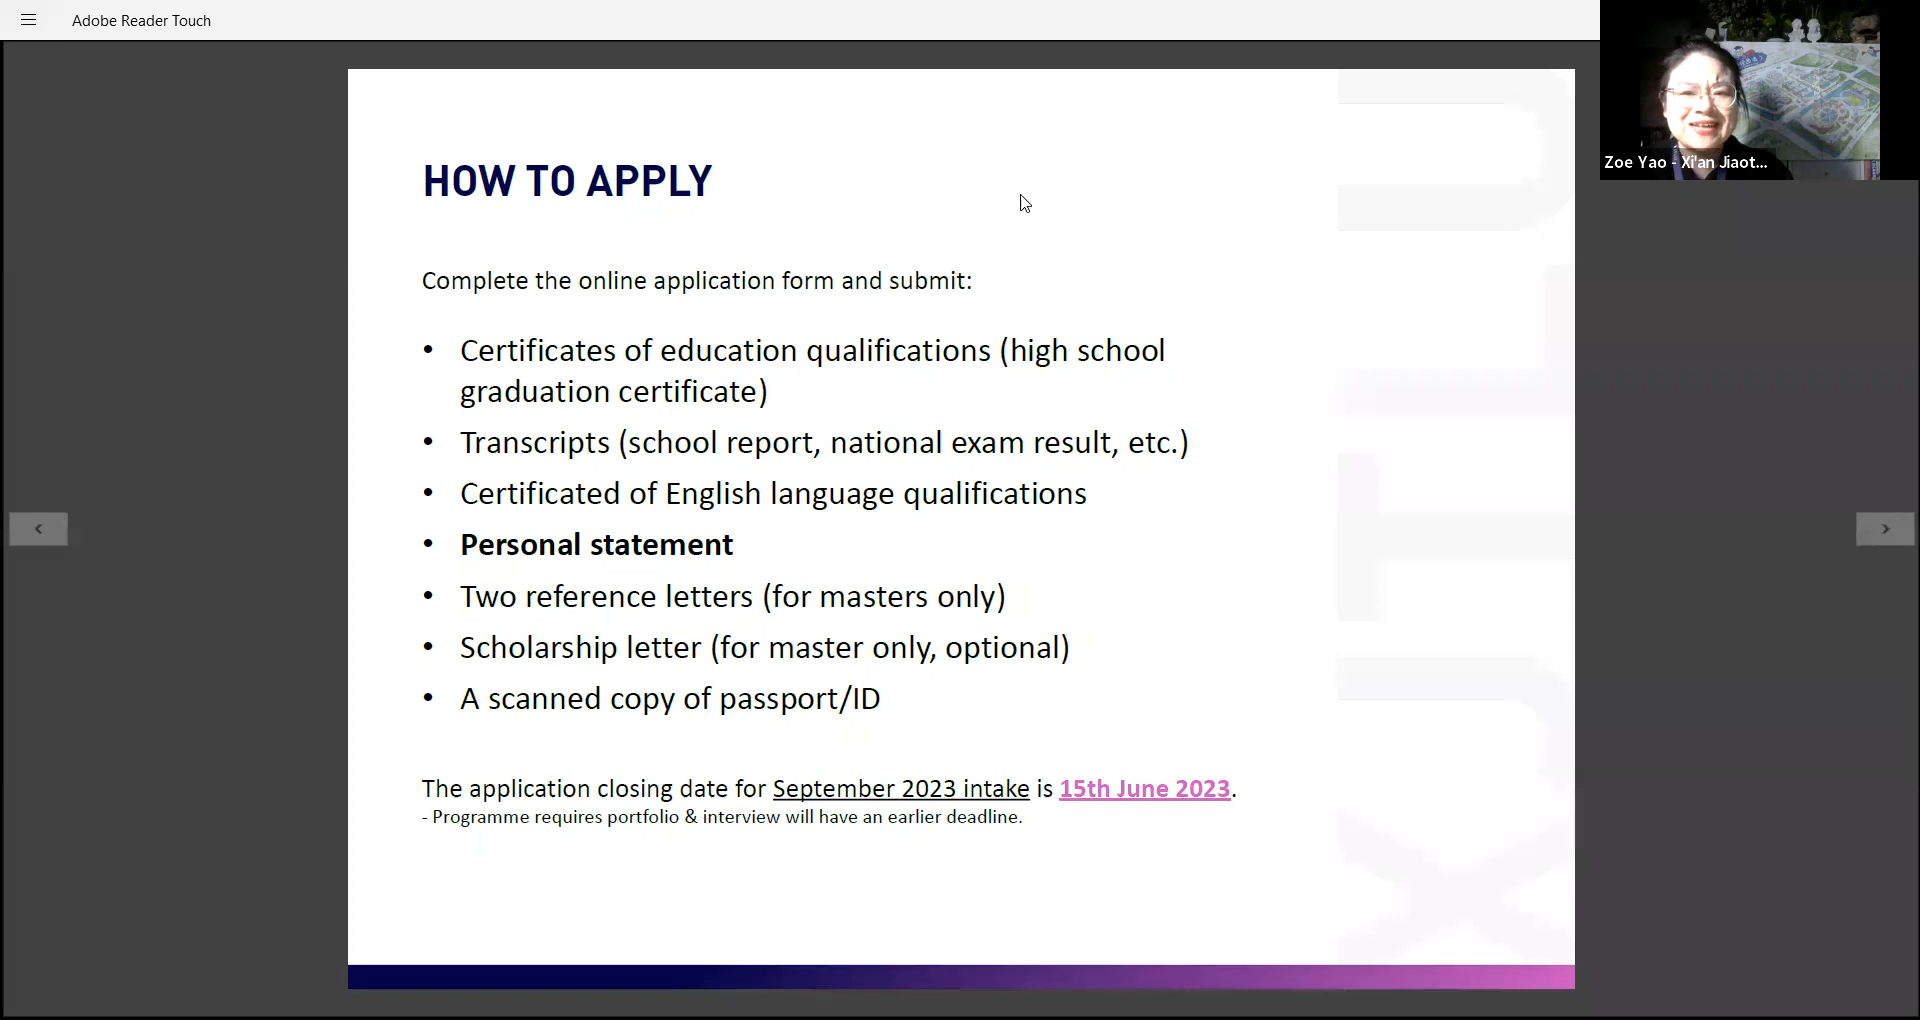 Adobe Reader Touch
Zoe Yao - Xi'an Jiaot...
HOW TO APPLY
Complete the online application form and submit:
• Certificates of education qualifications (high school
graduation certificate)
• Transcripts (school report, national exam result, etc.)
• Certificated of English language qualifications
• Personal statement
• Two reference letters (for masters only)
• Scholarship letter (for master only, optional)
• A scanned copy of passport/ID
The application closing date for September 2023 intake is 15th June 2023.
- Programme requires portfolio & interview will have an earlier deadline.
XJTLU